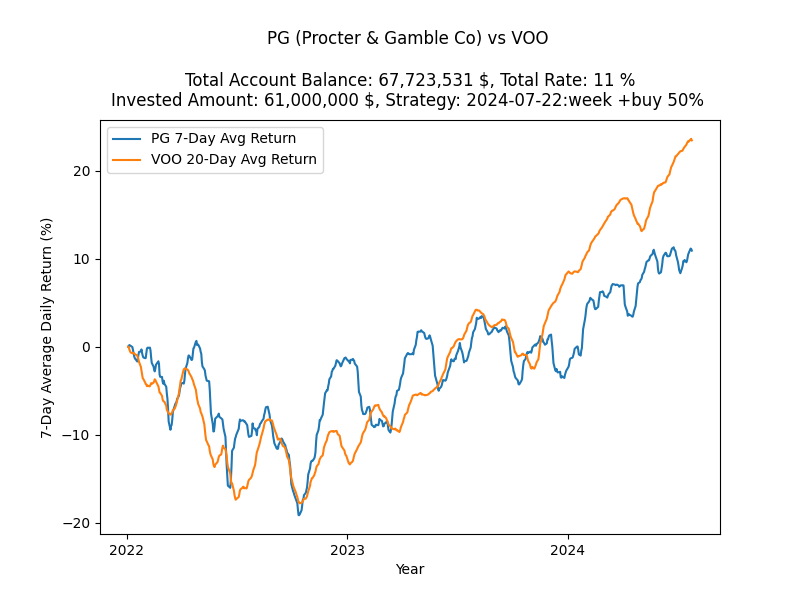 PG (Procter & Gamble Co) vs VOO
Total Account Balance: 67,723,531 $, Total Rate: 11 %
Invested Amount: 61,000,000 $, Strategy: 2024-07-22:week +buy 50%
PG 7-Day Avg Return
VOO 20-Day Avg Return
7-Day Average Daily Return (%)
20
10
0
−10
−20
2022
2023
2024
Year